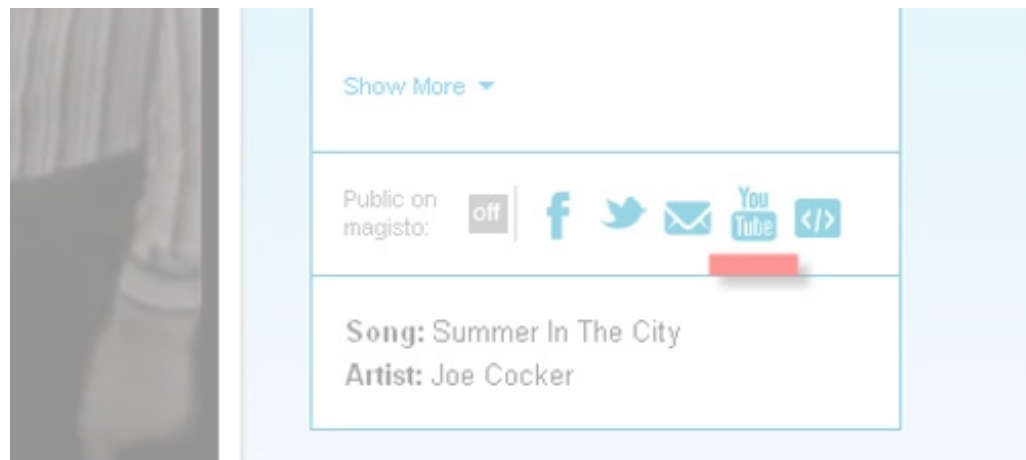 Show More
Public on
magisto:
off
f
You
Tube
</>
Song: Summer In The City
Artist: Joe Cocker